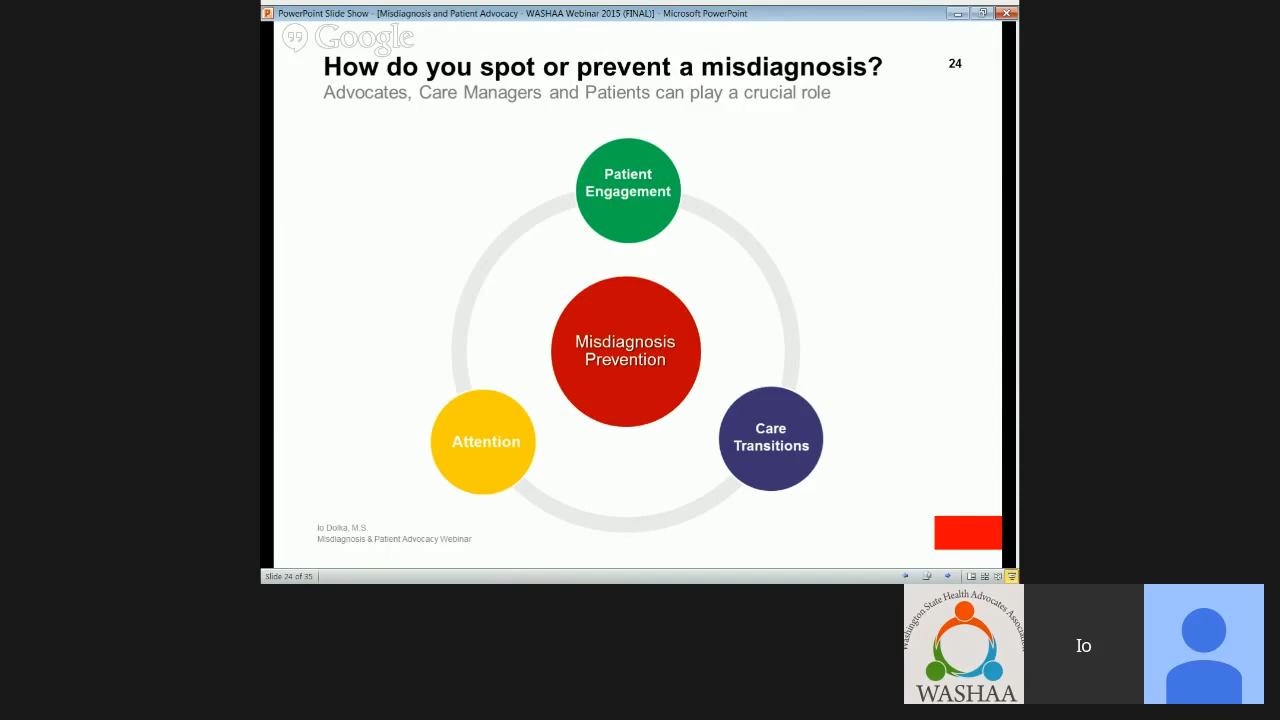 PowerPoint Slide Show - [Misdiagnosis and Patient Advocacy - WASHAA Webinar 2015 (FINAL)] - Microsoft PowerPoint
Google
How do you spot or prevent a misdiagnosis?
24
Advocates, Care Managers and Patients can play a crucial role
Patient
Engagement
Misdiagnosis
Prevention
Attention
Care
Transitions
Io Dolka, M.S.
Misdiagnosis & Patient Advocacy Webinar
Slide 24 of 35
Washington State Health Advocates
WASHAA
Io